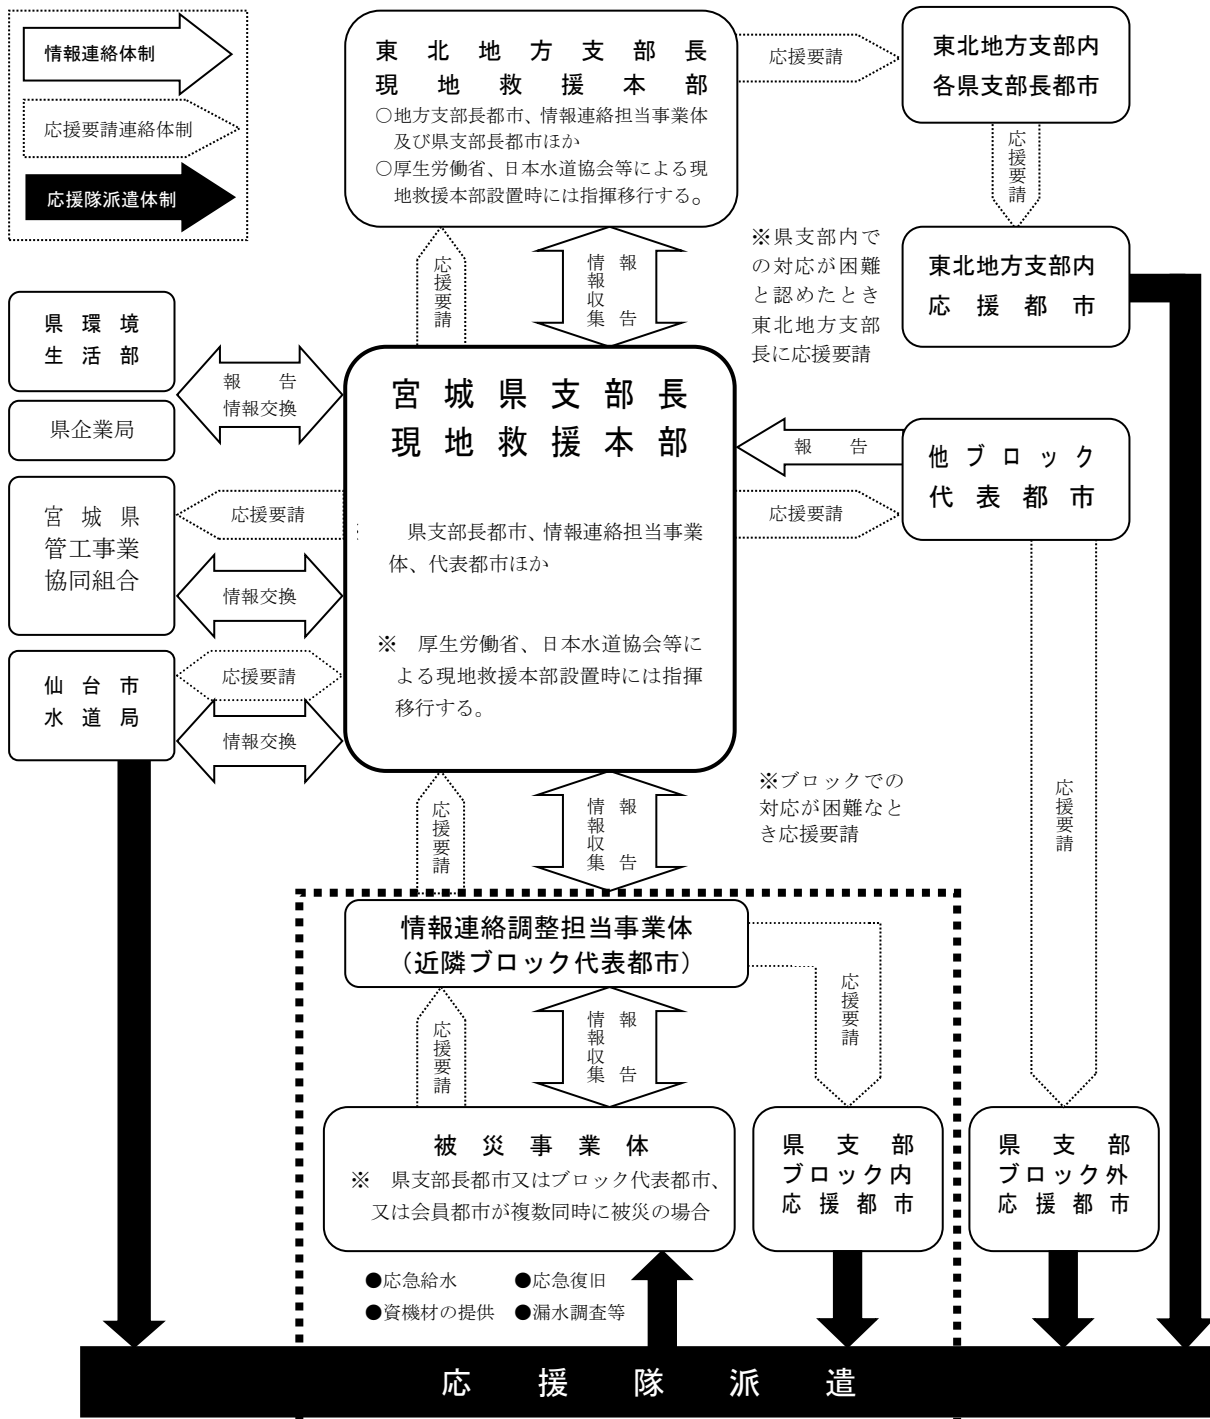 情報連絡体制
応援要請連絡体制
応援隊派遣体制
東北地方支部長
現地救援本部
○地方支部長都市、情報連絡担当事業体
及び県支部長都市ほか
○厚生労働省、日本水道協会等による現
地救援本部設置時には指揮移行する。
応援要請
東北地方支部内
各県支部長都市
応援要請
東北地方支部内
応援都市
※県支部内で
の対応が困難
と認めたとき
東北地方支部
長に応援要請
応援要請
情報収集
報告
県環境
生活部
県企業局
報告
情報交換
宮城県
管工事業
協同組合
応援要請
情報交換
仙台市
水道局
応援要請
情報交換
宮城県支部長
現地救援本部
県支部長都市、情報連絡担当事業
体、代表都市ほか
※ 厚生労働省、日本水道協会等に
よる現地救援本部設置時には指揮
移行する。
報告
応援要請
他ブロック
代表都市
応援要請
応援要請
情報収集
報告
※ブロックでの
対応が困難なと
き応援要請
情報連絡調整担当事業体
（近隣ブロック代表都市）
応援要請
情報収集
報告
応援要請
被災事業体
※ 県支部長都市又はブロック代表都市、
又は会員都市が複数同時に被災の場合
県支部
ブロック内
応援都市
県支部
ブロック外
応援都市
●応急給水 ●応急復旧
●資機材の提供 ●漏水調査等
応援隊派遣